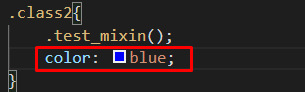 .class2{
.test_mixin();
color: blue;
}